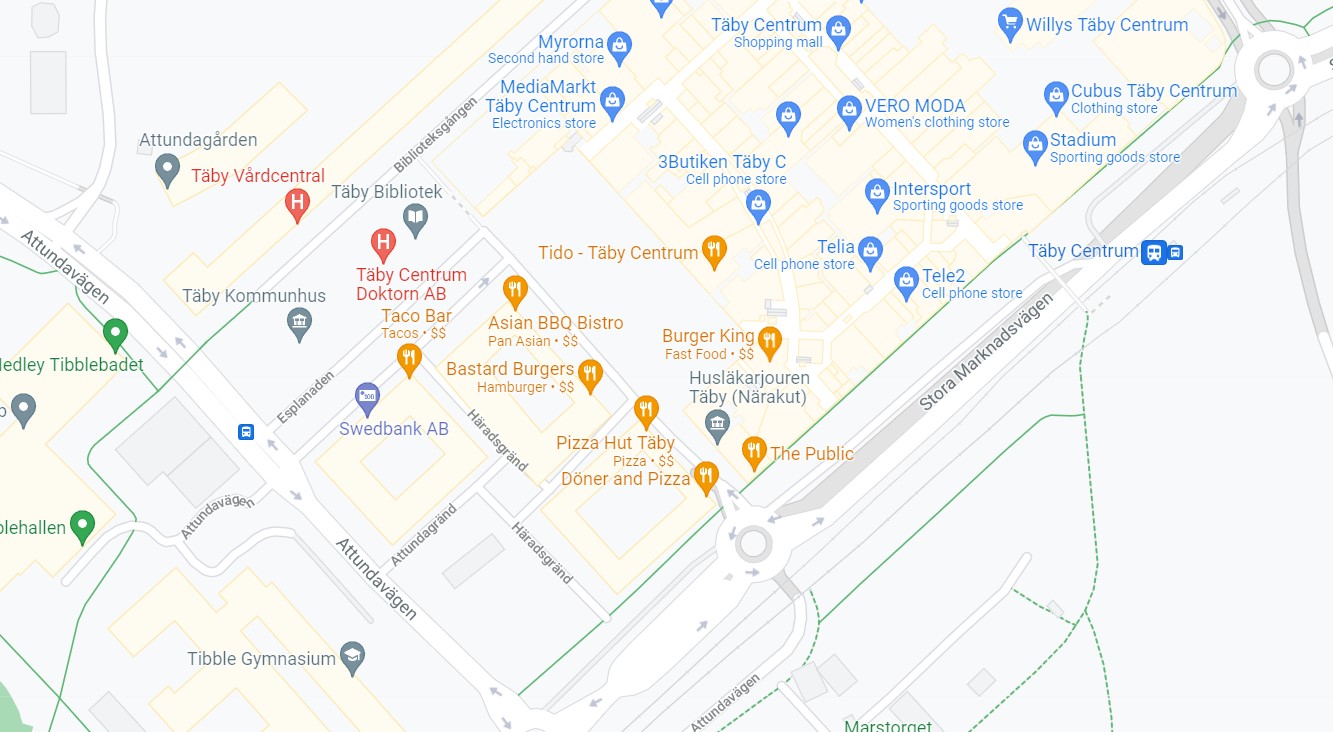 Täby Centrum
Shopping mall
Willys Täby Centrum
Myrorna
Second hand store
MediaMarkt
Täby Centrum
Electronics store
Cubus Täby Centrum
Clothing store
VERO MODA
Women's clothing store
Stadium
Sporting goods store
Attundagården
Biblioteksgången
3Butiken Täby C
Cell phone store
Täby Vårdcentral
Täby Bibliotek
Intersport
Sporting goods store
Attundavägen
Tido - Täby Centrum
Telia
Cell phone store
Täby Centrum
Täby Centrum
Doktorn AB
Tele2
Cell phone store
Täby Kommunhus
Taco Bar
Tacos • $$
Asian BBQ Bistro
Pan Asian • $$
Burger King
Fast Food • $$
Stora Marknadsvägen
edley Tibblebadet
Bastard Burgers
Hamburger • $$
Husläkarjouren
Täby (Närakut)
Esplanaden
100
Swedbank AB
Häradsgränd
Pizza Hut Täby
Pizza • $$
The Public
Döner and Pizza
Attundavägen
blehallen
Attundagränd
Häradsgränd
Attundavägen
Tibble Gymnasium
Attundavägen
Marstorget